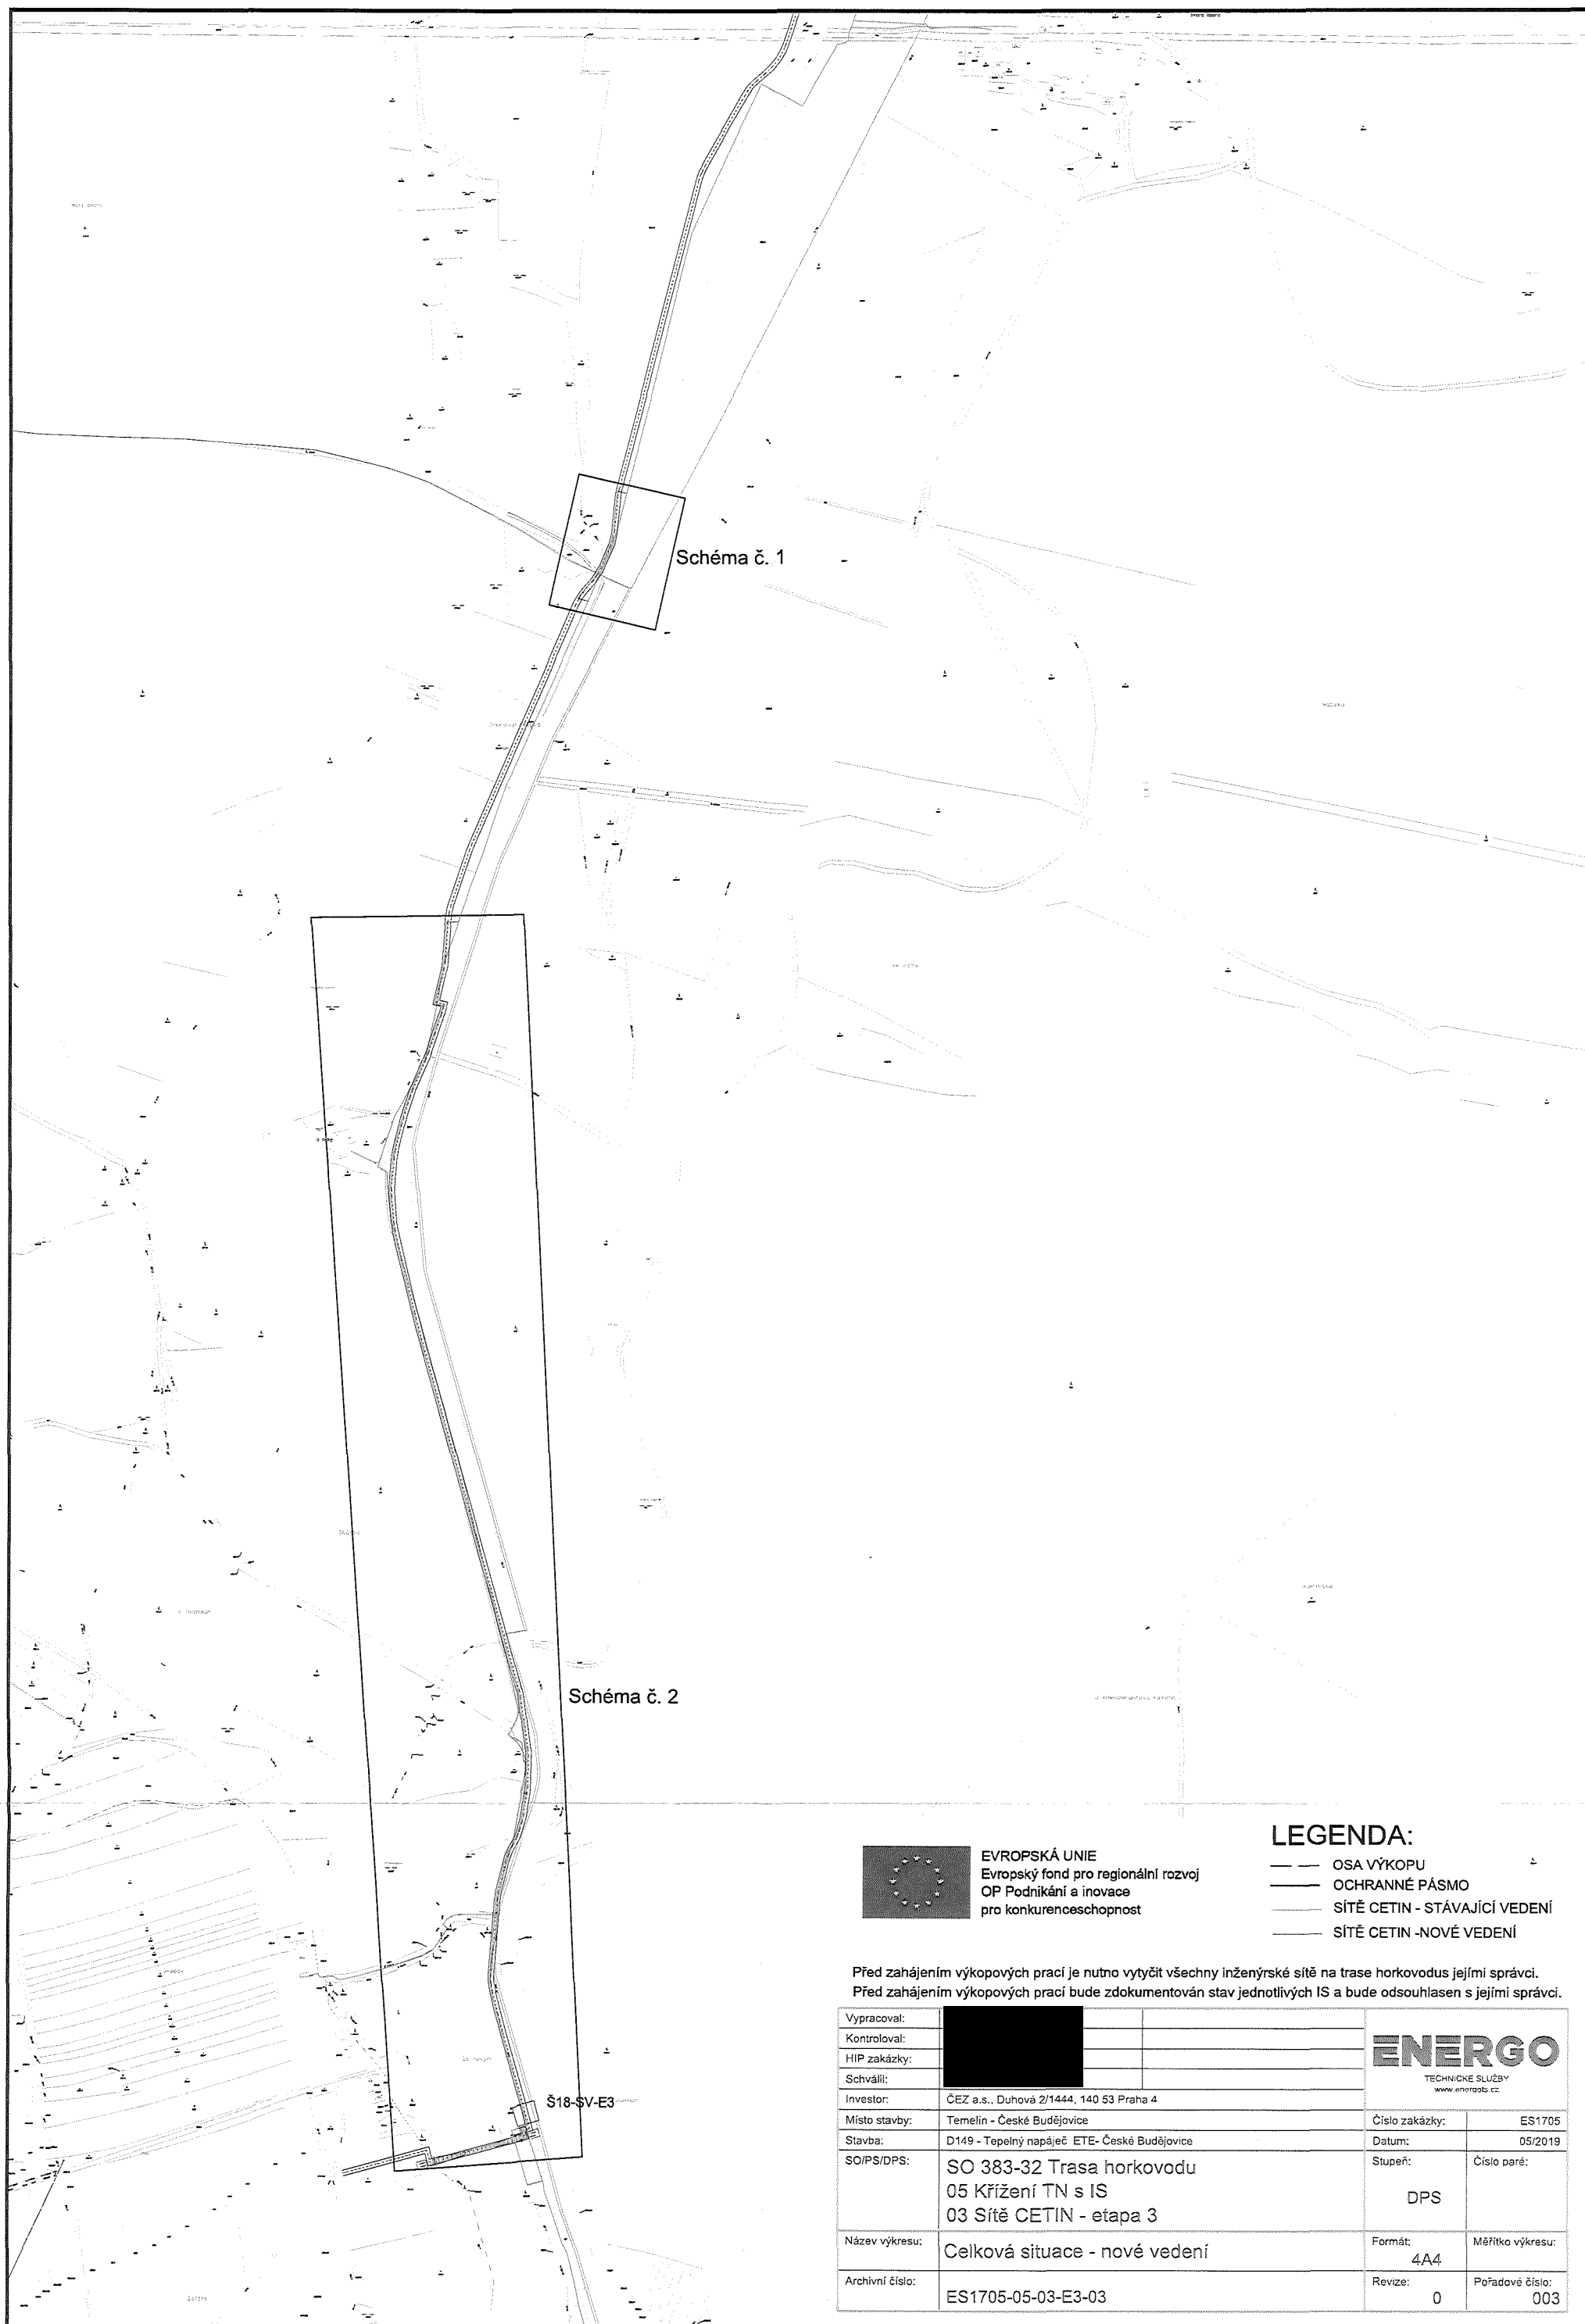 Schéma č. 1
Schéma č. 2
Š18-SV-E3
LEGENDA:
OSA VÝKOPU
OCHRANNÉ PÁSMO
SÍTĚ CETIN - STÁVAJÍCÍ VEDENÍ
SÍTĚ CETIN -NOVÉ VEDENÍ
EVROPSKÁ UNIE
Evropský fond pro regionální rozvoj
OP Podnikání a inovace
pro konkurenceschopnost
Před zahájením výkopových prací je nutno vytyčit všechny inženýrské sítě na trase horkovodus jejími správci.
Před zahájením výkopových prací bude zdokumentován stav jednotlivých IS a bude odsouhlasen s jejími správci.
Vypracoval:
Kontroloval:
HIP zakázky:
Schválil:
ENERGO
TECHNICKÉ SLUŽBY
www.energots.cz
Investor: ČEZ a.s., Duhová 2/1444, 140 53 Praha 4
Místo stavby: Temelín - České Budějovice
Číslo zakázky: ES1705
Stavba: D149 - Tepelný napáječ ETE- České Budějovice
Datum: 05/2019
SO/PS/DPS: SO 383-32 Trasa horkovodu
05 Křížení TN s IS
03 Sítě CETIN - etapa 3
Stupeň: DPS
Číslo paré:
Název výkresu: Celková situace - nové vedení
Formát: 4A4
Měřítko výkresu:
Archivní číslo: ES1705-05-03-E3-03
Revize: 0
Pořadové číslo: 003